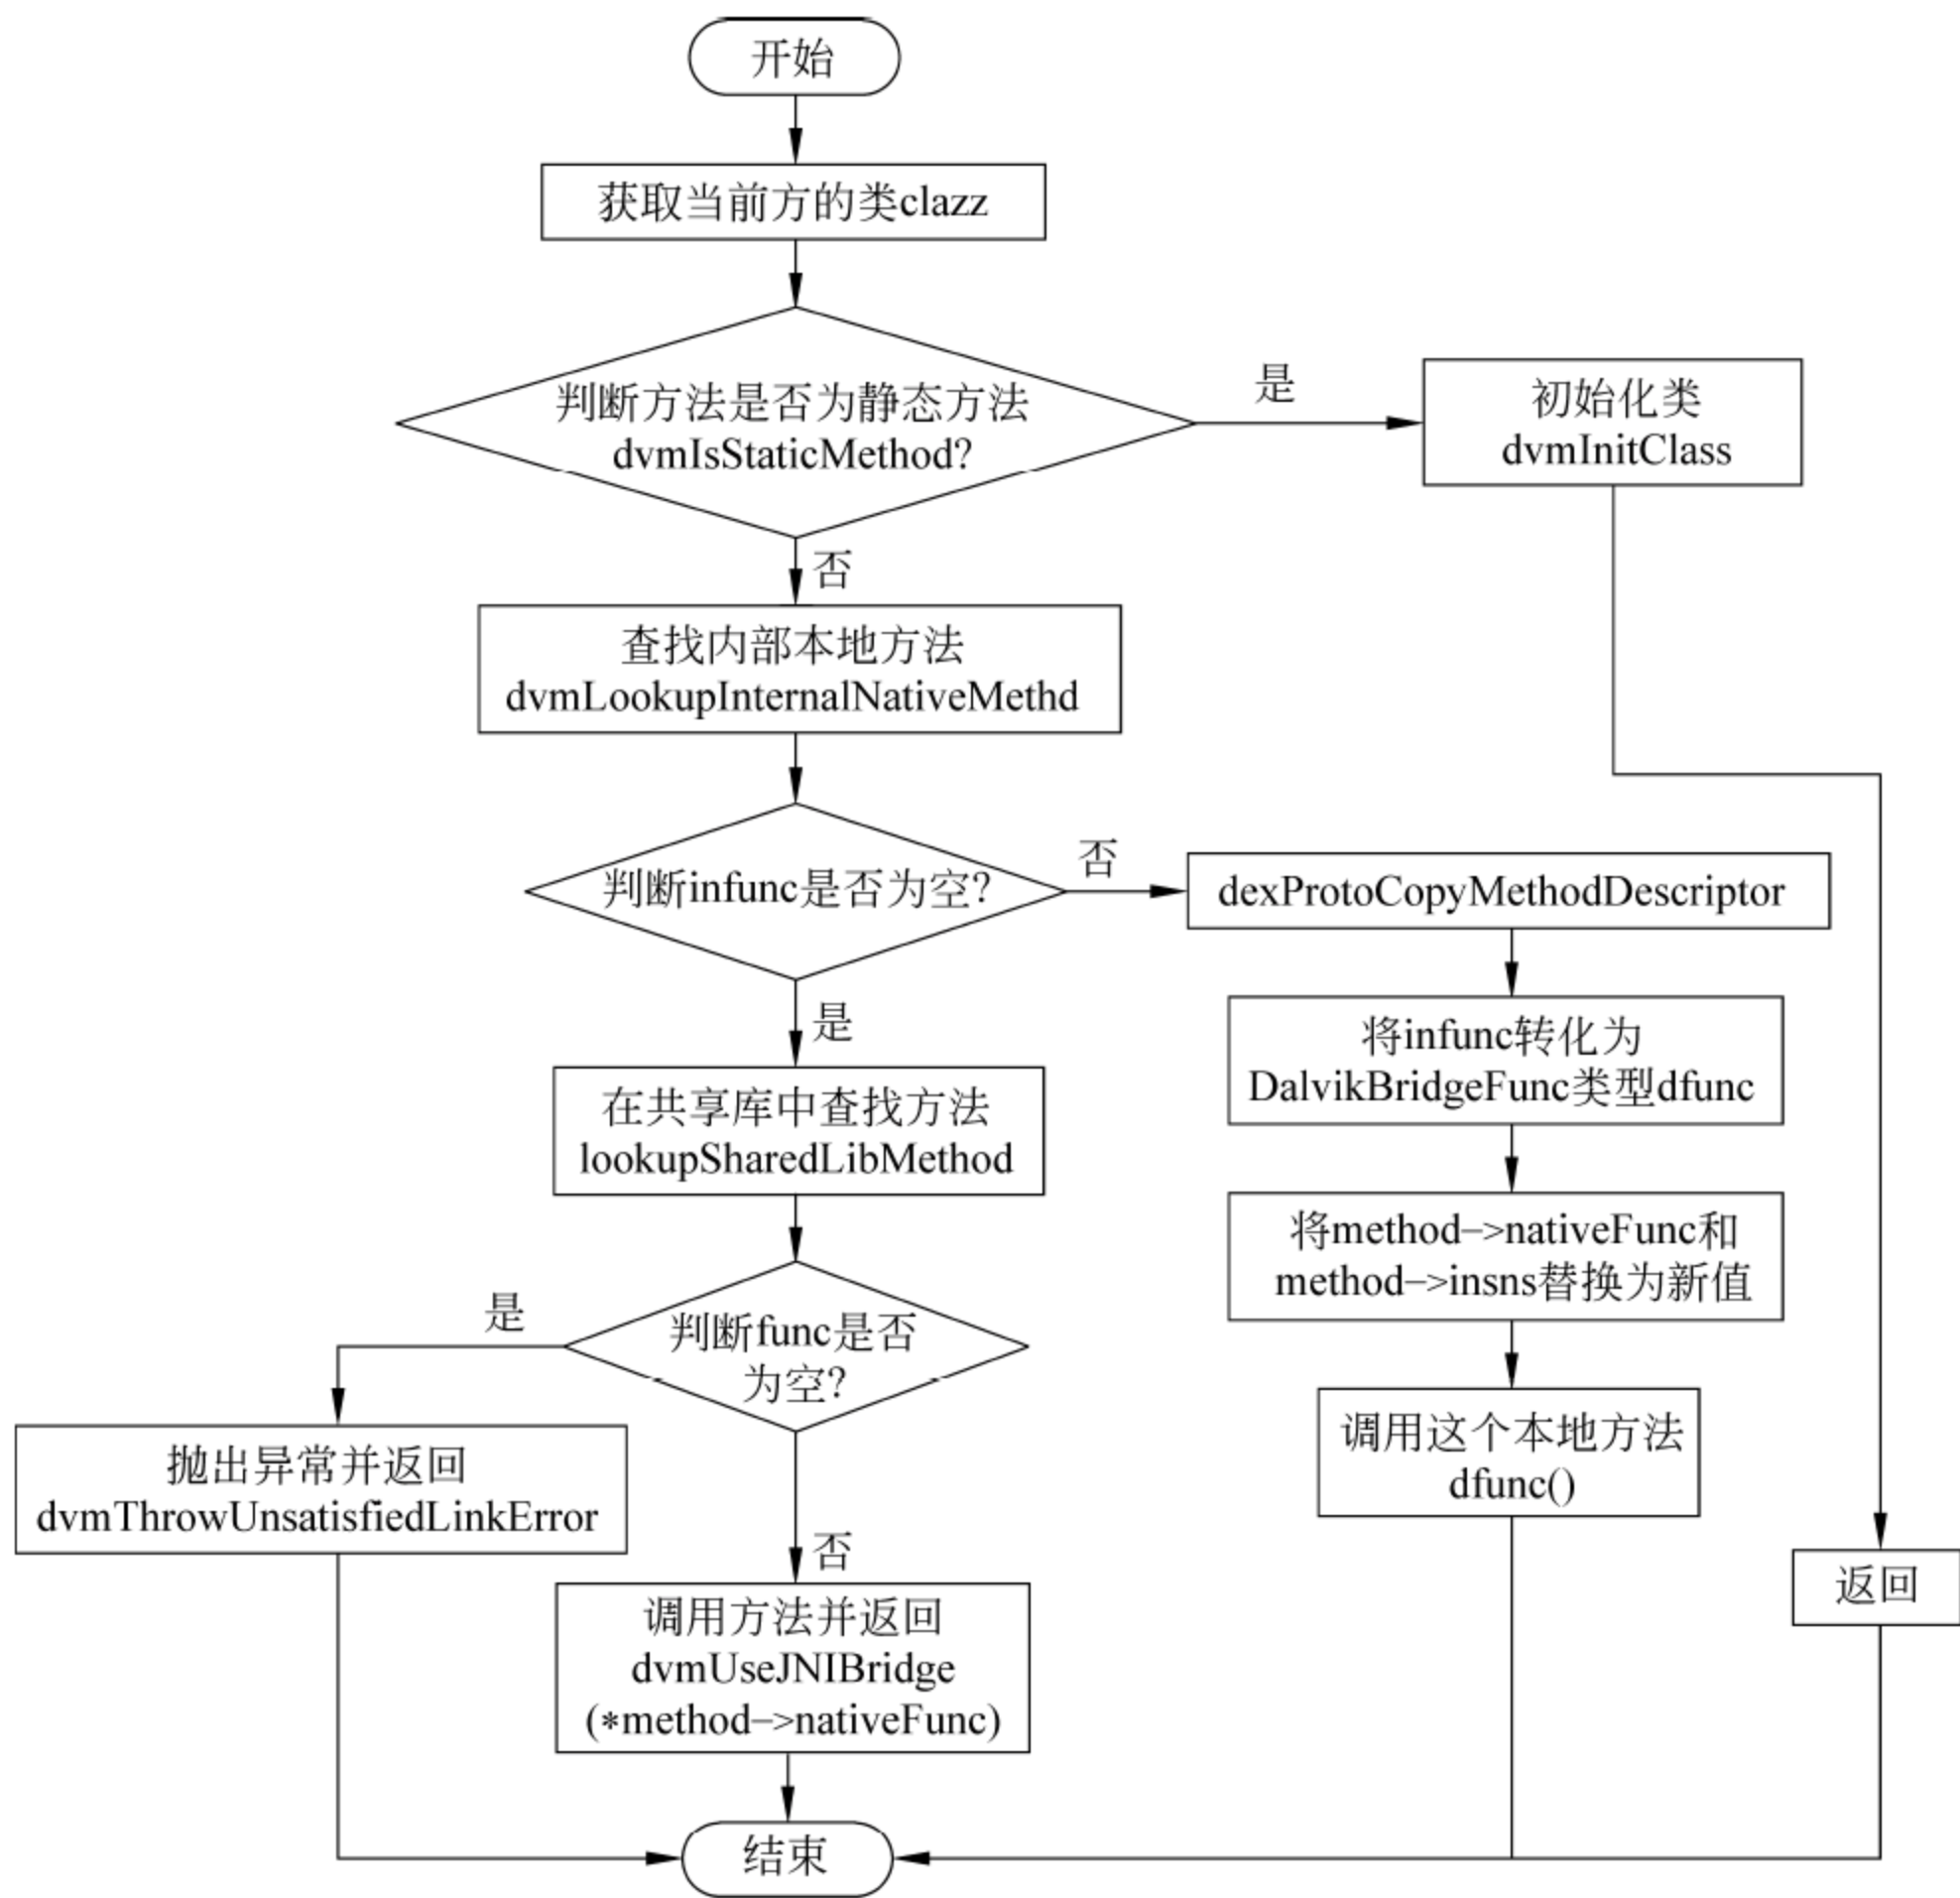 开始
获取当前方的类clazz
判断方法是否为静态方法
dvmIsStaticMethod?
是
初始化类
dvmInitClass
否
查找内部本地方法
dvmLookupInternalNativeMethd
判断infunc是否为空?
否
dexProtoCopyMethodDescriptor
是
将infunc转化为
DalvikBridgeFunc类型dfunc
在共享库中查找方法
lookupSharedLibMethod
将method->nativeFunc和
method->insns替换为新值
是
判断func是否
为空?
调用这个本地方法
dfunc()
抛出异常并返回
dvmThrowUnsatisfiedLinkError
否
返回
调用方法并返回
dvmUseJNIBridge
(*method->nativeFunc)
结束